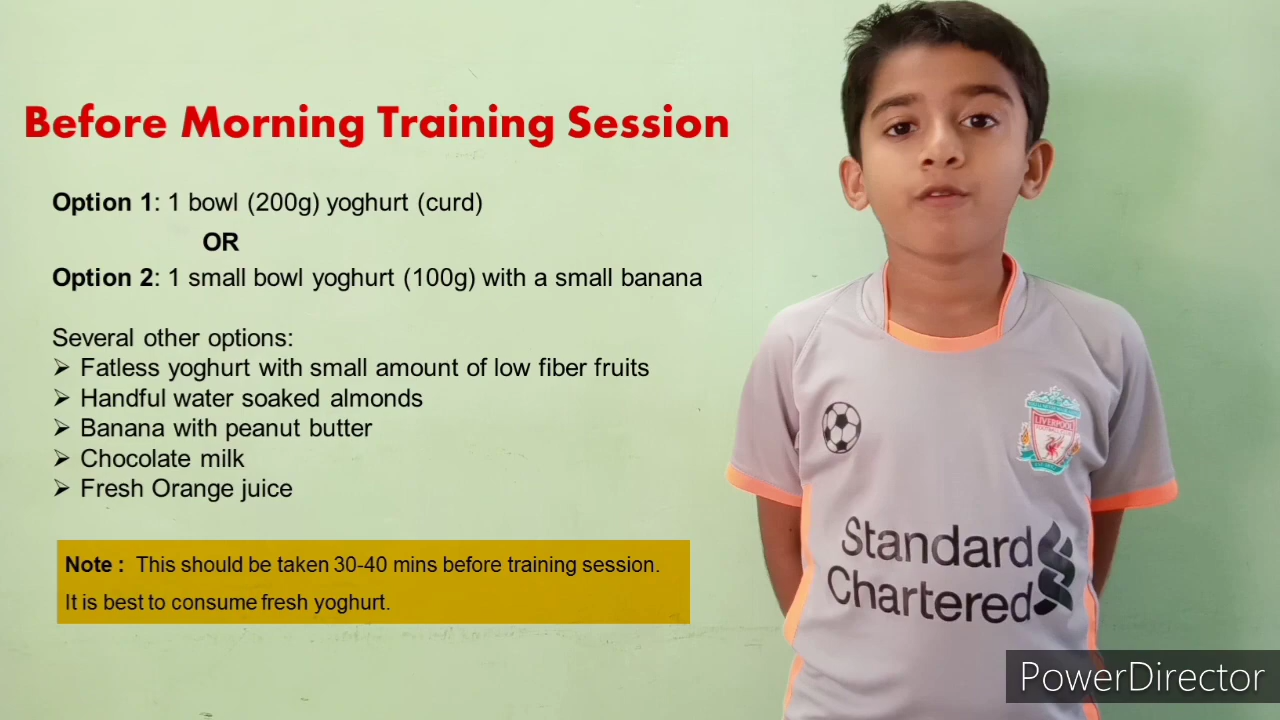 Before Morning Training Session
Option 1: 1 bowl (200g) yoghurt (curd)
OR
Option 2: 1 small bowl yoghurt (100g) with a small banana
Several other options:
➢ Fatless yoghurt with small amount of low fiber fruits
➢ Handful water soaked almonds
➢ Banana with peanut butter
➢ Chocolate milk
➢ Fresh Orange juice
Note : This should be taken 30-40 mins before training session.
It is best to consume fresh yoghurt.
LIVERPOOL
Standard
Chartered
PowerDirector